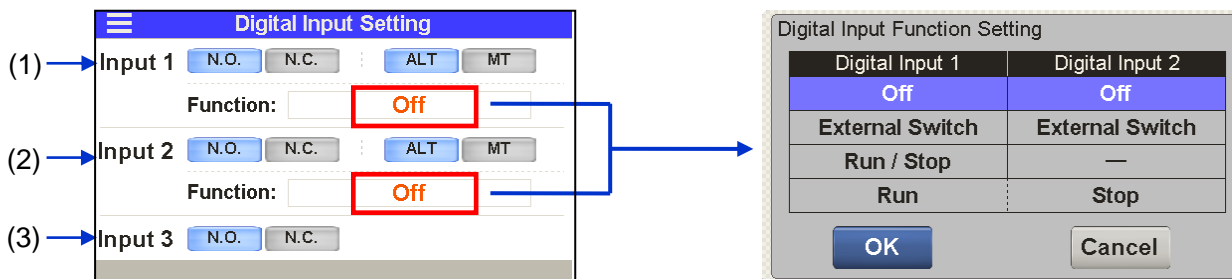 Digital Input Setting
(1) Input 1 N.O. N.C. ALT MT
Function: Off
(2) Input 2 N.O. N.C. ALT MT
Function: Off
(3) Input 3 N.O. N.C.
Digital Input Function Setting
Digital Input 1 Digital Input 2
Off Off
External Switch External Switch
Run / Stop —
Run Stop
OK Cancel